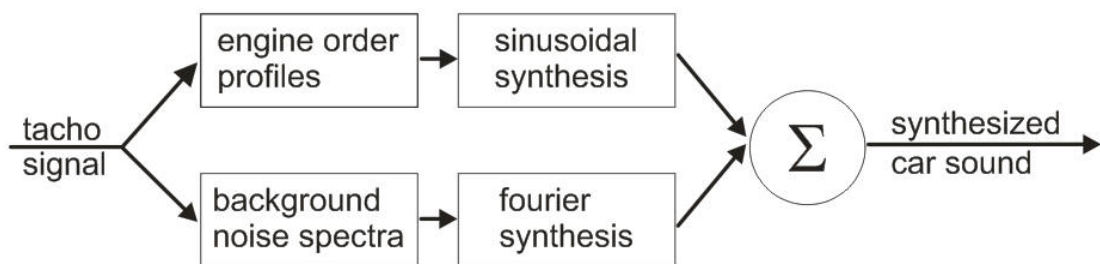 tacho
signal
engine order
profiles
sinusoidal
synthesis
background
noise spectra
fourier
synthesis
Σ
synthesized
car sound